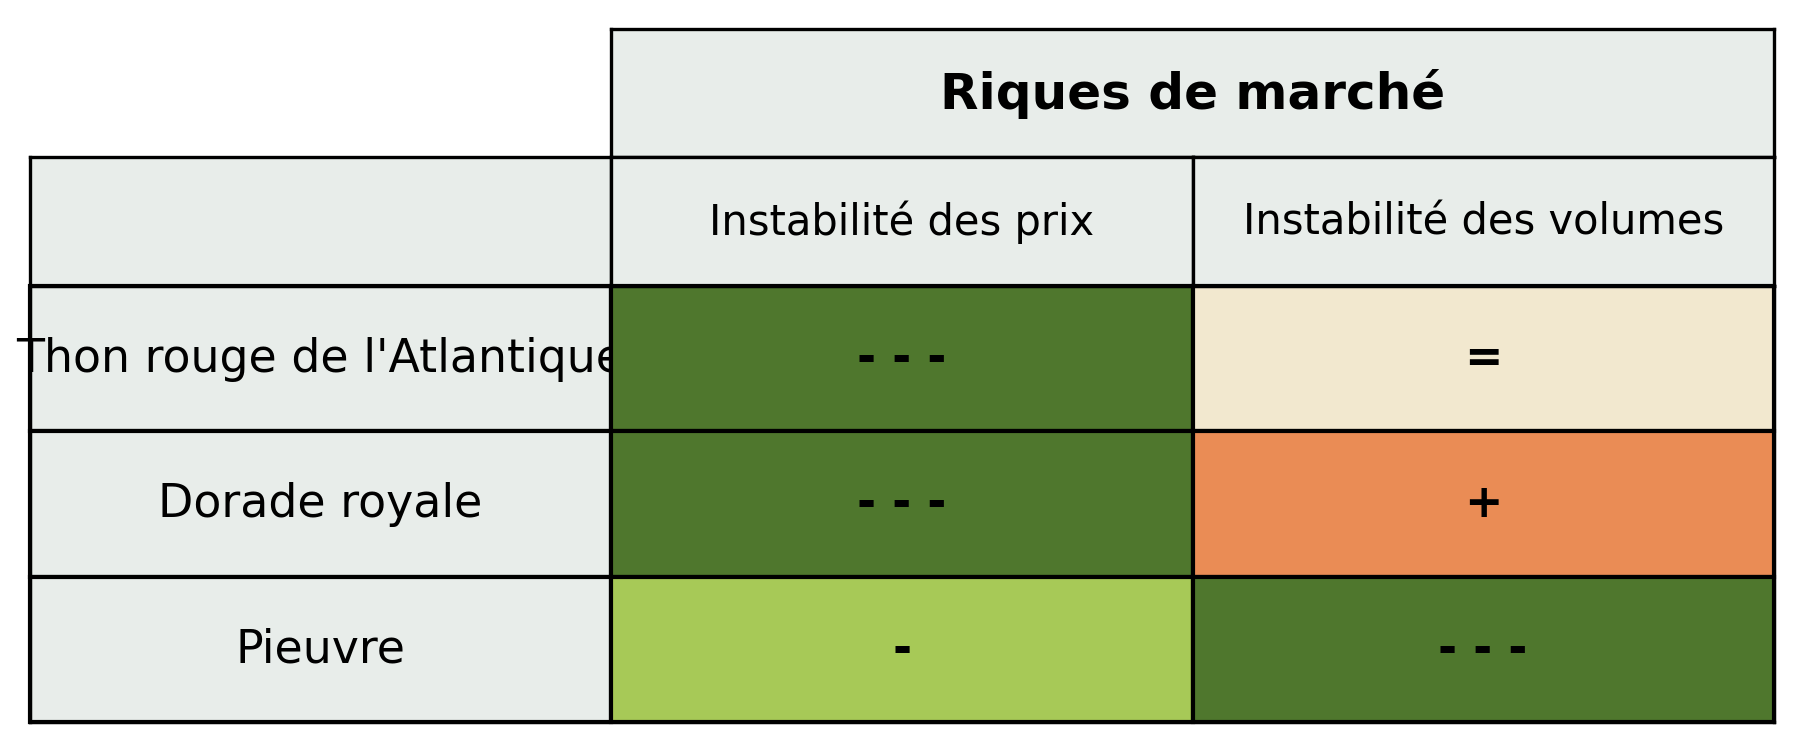 Riques de marché
Instabilité des prix Instabilité des volumes
Thon rouge de l'Atlantique - - - =
Dorade royale - - - +
Pieuvre - - - -